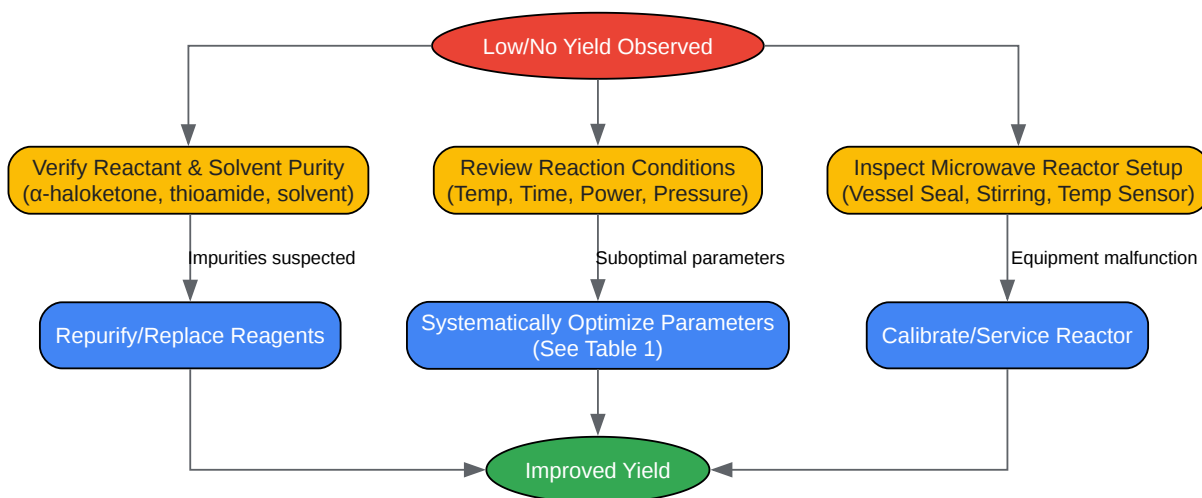 Low/No Yield Observed
Verify Reactant & Solvent Purity
(α-haloketone, thioamide, solvent)
Review Reaction Conditions
(Temp, Time, Power, Pressure)
Inspect Microwave Reactor Setup
(Vessel Seal, Stirring, Temp Sensor)
Impurities suspected
Suboptimal parameters
Equipment malfunction
Repurify/Replace Reagents
Systematically Optimize Parameters
(See Table 1)
Calibrate/Service Reactor
Improved Yield